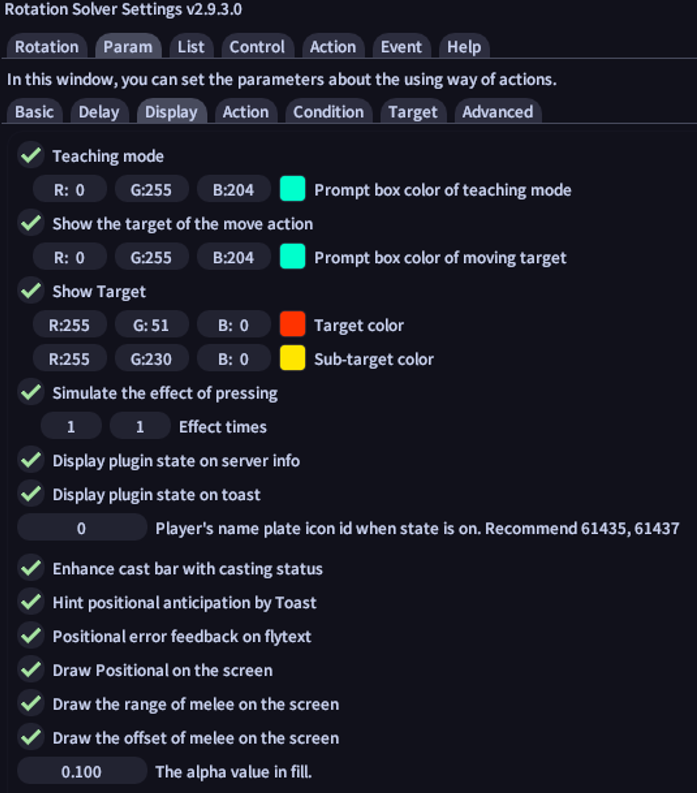 Rotation Solver Settings v2.9.3.0
Rotation Param List Control Action Event Help
In this window, you can set the parameters about the using way of actions.
Basic Delay Display Action Condition Target Advanced
Teaching mode
R: 0 G:255 B:204 Prompt box color of teaching mode
Show the target of the move action
R: 0 G:255 B:204 Prompt box color of moving target
Show Target
R:255 G: 51 B: 0 Target color
R:255 G:230 B: 0 Sub-target color
Simulate the effect of pressing
1 1 Effect times
Display plugin state on server info
Display plugin state on toast
0 Player's name plate icon id when state is on. Recommend 61435, 61437
Enhance cast bar with casting status
Hint positional anticipation by Toast
Positional error feedback on flytext
Draw Positional on the screen
Draw the range of melee on the screen
Draw the offset of melee on the screen
0.100 The alpha value in fill.